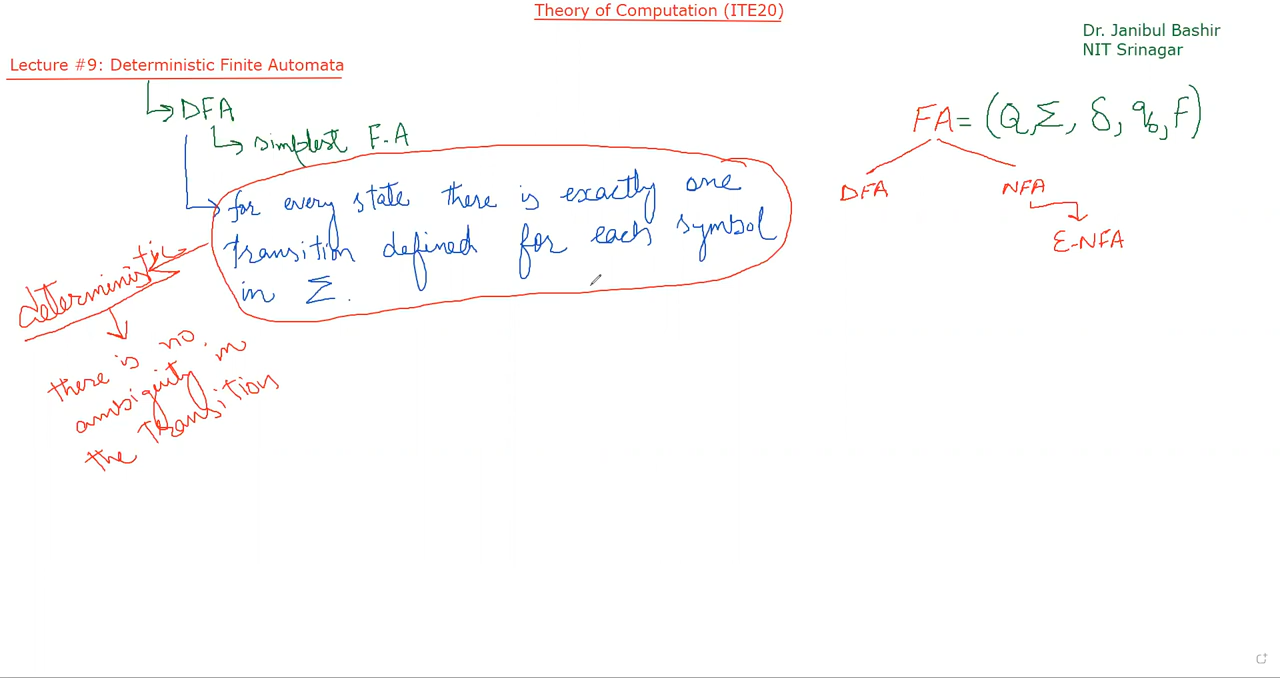 Theory of Computation (ITE20)
Dr. Janibul Bashir
NIT Srinagar
Lecture #9: Deterministic Finite Automata
DFA
simplest F.A
for every state there is exactly one
transition defined for each symbol
in Σ.
deterministic
there is no
ambiguity in
the transition
FA = (Q, Σ, δ, q₀, F)
DFA
NFA
ε-NFA